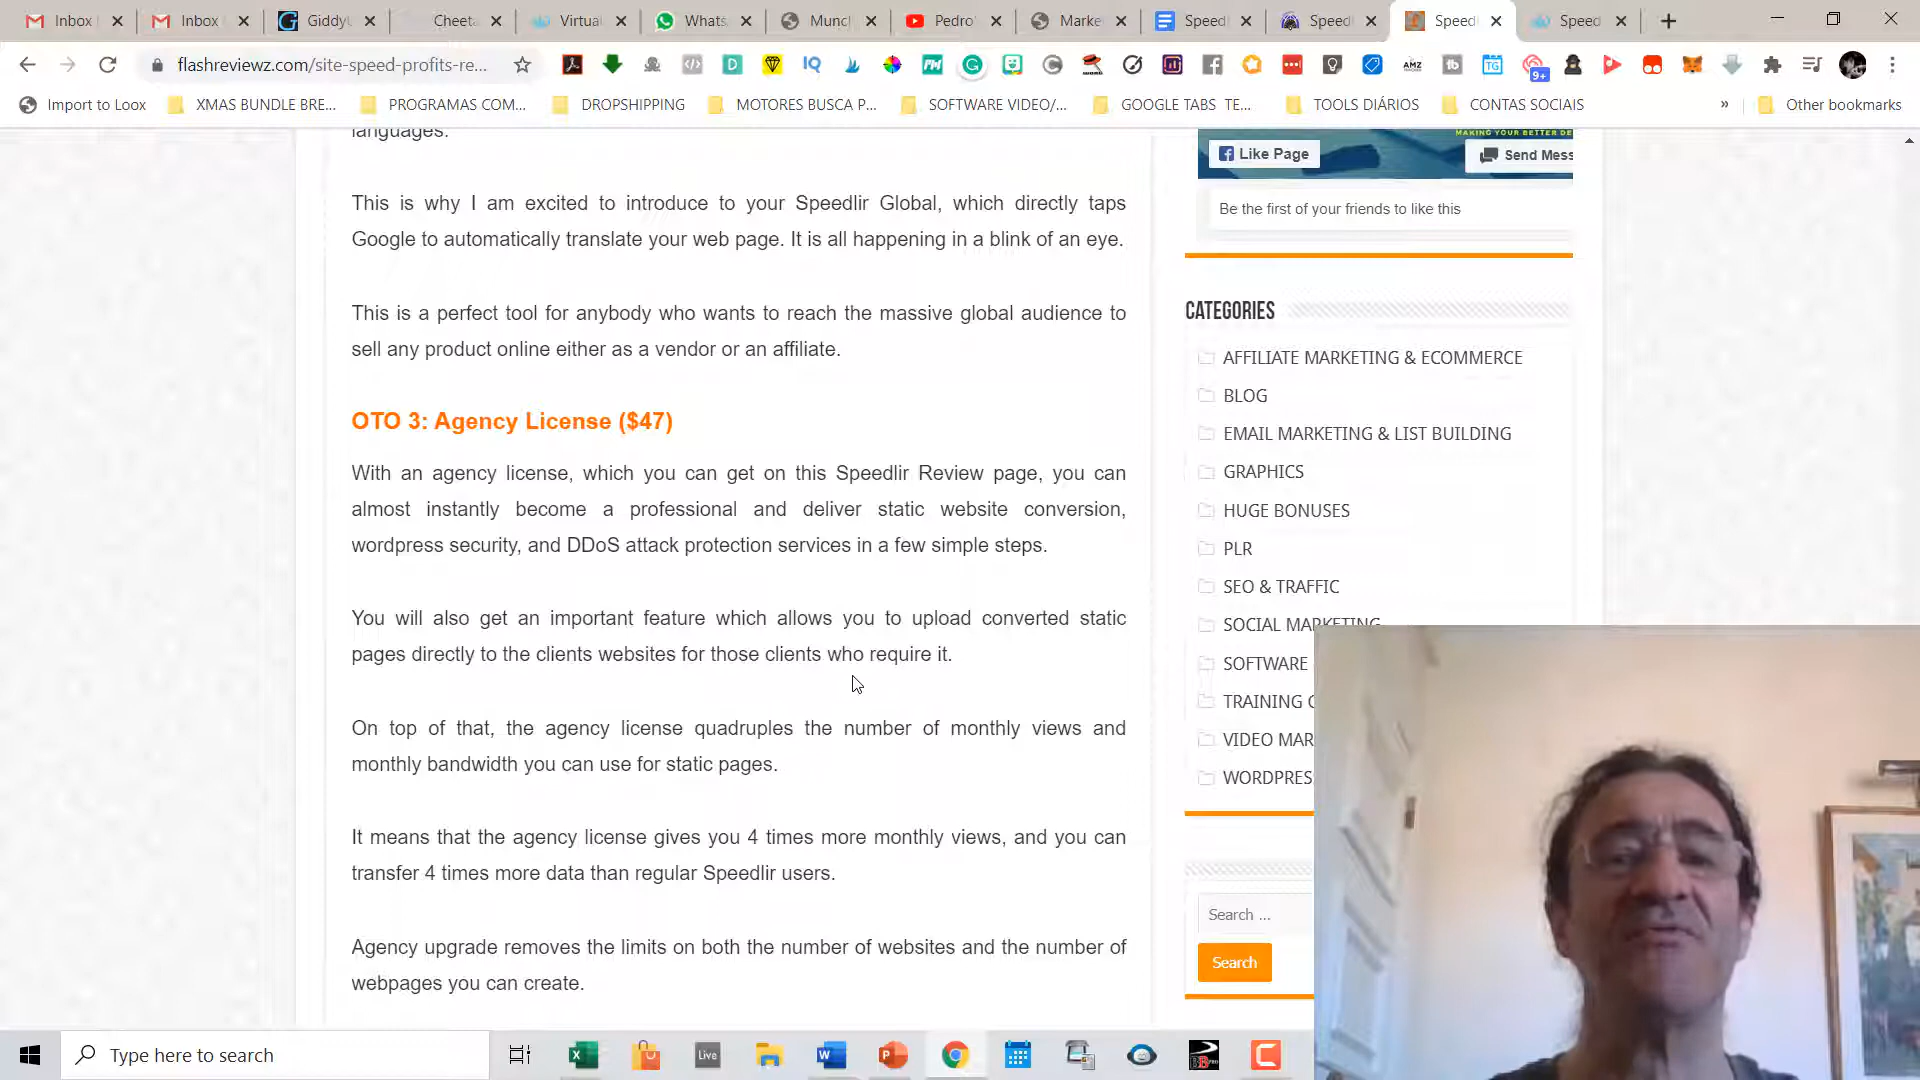 Inbox
Inbox
Giddy
Cheeta
Virtua
Whats
Munc
Pedro
Marke
Speed
Speed
Speed
Speed
flashreviewz.com/site-speed-profits-re...
Import to Loox
XMAS BUNDLE BRE...
PROGRAMAS COM...
DROPSHIPPING
MOTORES BUSCA P...
SOFTWARE VIDEO/...
GOOGLE TABS TE...
TOOLS DIÁRIOS
CONTAS SOCIAIS
»
Other bookmarks
languages.
This is why I am excited to introduce to your Speedlir Global, which directly taps
Google to automatically translate your web page. It is all happening in a blink of an eye.
This is a perfect tool for anybody who wants to reach the massive global audience to
sell any product online either as a vendor or an affiliate.
OTO 3: Agency License ($47)
With an agency license, which you can get on this Speedlir Review page, you can
almost instantly become a professional and deliver static website conversion,
wordpress security, and DDoS attack protection services in a few simple steps.
You will also get an important feature which allows you to upload converted static
pages directly to the clients websites for those clients who require it.
On top of that, the agency license quadruples the number of monthly views and
monthly bandwidth you can use for static pages.
It means that the agency license gives you 4 times more monthly views, and you can
transfer 4 times more data than regular Speedlir users.
Agency upgrade removes the limits on both the number of websites and the number of
webpages you can create.
MAKING YOUR BETTER DE
Like Page
Send Mess
Be the first of your friends to like this
CATEGORIES
AFFILIATE MARKETING & ECOMMERCE
BLOG
EMAIL MARKETING & LIST BUILDING
GRAPHICS
HUGE BONUSES
PLR
SEO & TRAFFIC
SOCIAL MARKETING
SOFTWARE
TRAINING C
VIDEO MAR
WORDPRES
Search ...
Search
Type here to search